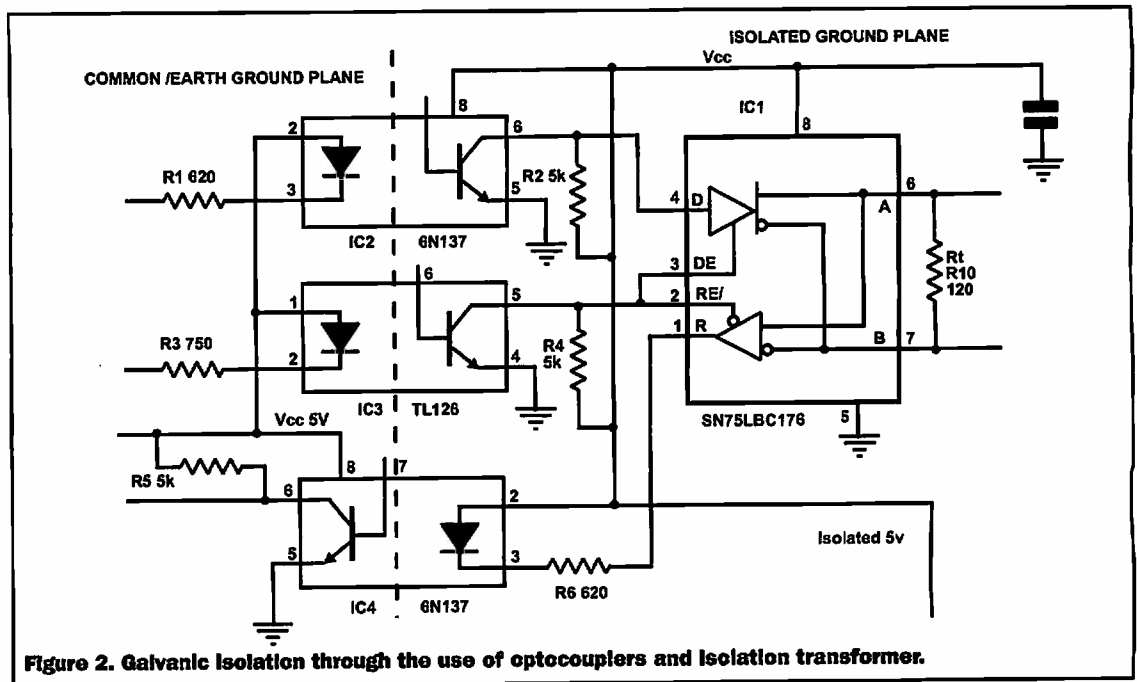 ISOLATED GROUND PLANE
Vcc
COMMON /EARTH GROUND PLANE
IC1
8
8
2
6
R1 620
R2 5k
3
5
4
D
6
A
IC2
6N137
DE
3
6
Rt
R10
120
1
5
2
RE/
1
R
R3 750
R4
5k
B
7
2
4
IC3
TL126
SN75LBC176
5
Vcc 5V
8
7
R5 5k
6
2
Isolated 5v
5
3
R6 620
IC4
6N137
Figure 2. Galvanic isolation through the use of optocouplers and isolation transformer.